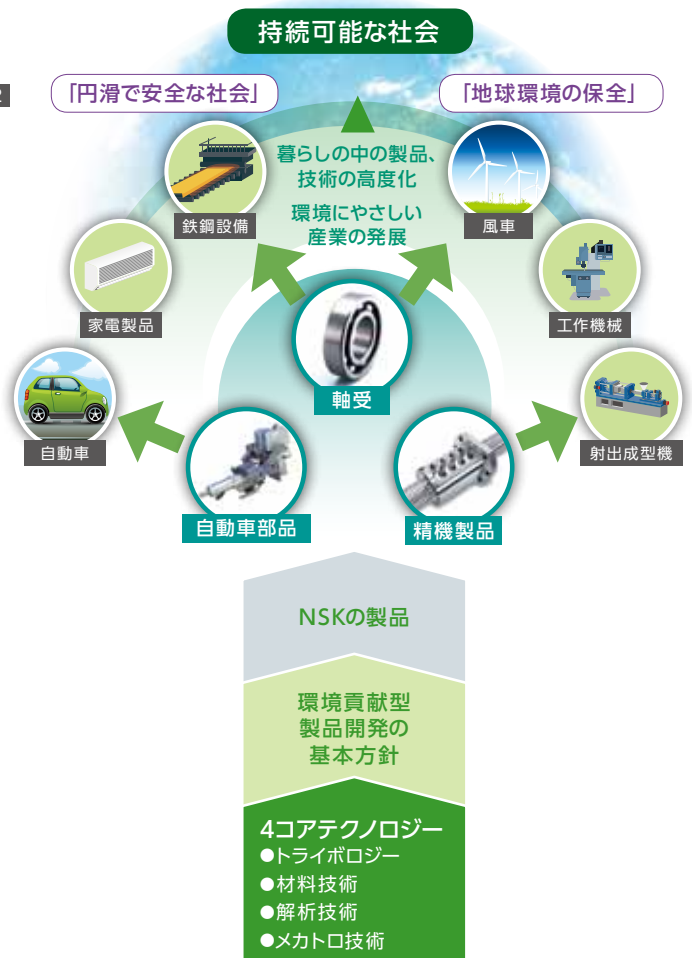 持続可能な社会
「円滑で安全な社会」
「地球環境の保全」
暮らしの中の製品、
技術の高度化
環境にやさしい
産業の発展
鉄鋼設備
風車
家電製品
工作機械
軸受
自動車
射出成型機
自動車部品
精機製品
NSKの製品
環境貢献型
製品開発の
基本方針
4コアテクノロジー
●トライボロジー
●材料技術
●解析技術
●メカトロ技術